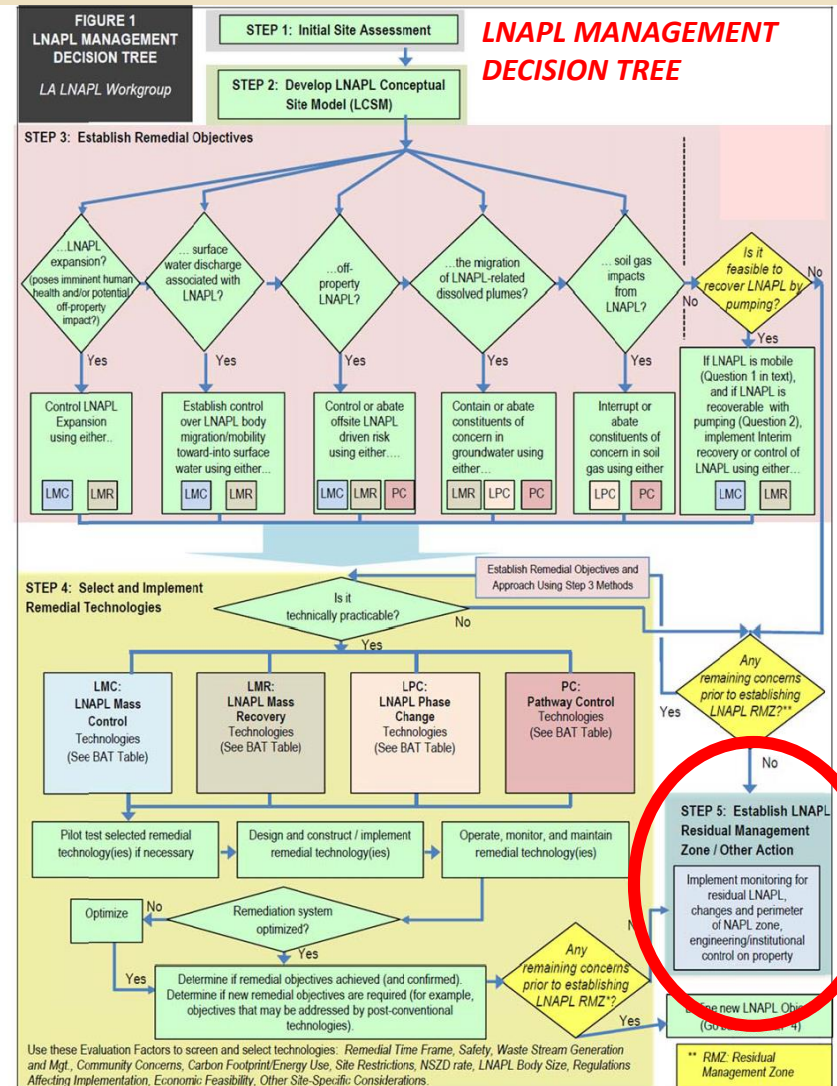 FIGURE 1
LNAPL MANAGEMENT
DECISION TREE
LA LNAPL Workgroup
STEP 1: Initial Site Assessment
LNAPL MANAGEMENT
DECISION TREE
STEP 2: Develop LNAPL Conceptual
Site Model (LCSM)
STEP 3: Establish Remedial Objectives
...LNAPL
expansion?
(poses imminent human
health and/or potential
off-property
impact?)
... surface
water discharge
associated with
LNAPL?
...off-
property
LNAPL?
...the migration
of LNAPL-related
dissolved plumes?
... soil gas
impacts
from
LNAPL?
No
Is it
feasible to
recover LNAPL by
pumping?
No
Yes
Yes
Yes
Yes
Yes
Yes
Control LNAPL
Expansion
using either..
LMC
LMR
Establish control
over LNAPL body
migration/mobility
toward-into surface
water using either...
LMC
LMR
Control or abate
offsite LNAPL
driven risk
using either....
LMC
LMR
PC
Contain or abate
constituents of
concern in
groundwater using
either...
LMR
LPC
PC
Interrupt or
abate
constituents of
concern in soil
gas using either
LPC
PC
If LNAPL is mobile
(Question 1 in text),
and if LNAPL is
recoverable with
pumping (Question 2),
implement Interim
recovery or control of
LNAPL using either...
LMC
LMR
STEP 4: Select and Implement
Remedial Technologies
Establish Remedial Objectives and
Approach Using Step 3 Methods
Is it
technically practicable?
No
Yes
LMC:
LNAPL Mass
Control
Technologies
(See BAT Table)
LMR:
LNAPL Mass
Recovery
Technologies
(See BAT Table)
LPC:
LNAPL Phase
Change
Technologies
(See BAT Table)
PC:
Pathway Control
Technologies
(See BAT Table)
Any
remaining concerns
prior to establishing
LNAPL RMZ?**
Yes
No
Pilot test selected remedial
technology(ies) if necessary
Design and construct / implement
remedial technology(ies)
Operate, monitor, and maintain
remedial technology(ies)
STEP 5: Establish LNAPL
Residual Management
Zone / Other Action
Implement monitoring for
residual LNAPL,
changes and perimeter
of NAPL zone,
engineering/institutional
control on property
Optimize
No
Remediation system
optimized?
Yes
Yes
Determine if remedial objectives achieved (and confirmed).
Determine if new remedial objectives are required (for example,
objectives that may be addressed by post-conventional
technologies).
Any
remaining concerns
prior to establishing
LNAPL RMZ*?
Yes
new LNAPL
4)
Use these Evaluation Factors to screen and select technologies: Remedial Time Frame, Safety, Waste Stream Generation
and Mgt., Community Concerns, Carbon Footprint/Energy Use, Site Restrictions, NSZD rate, LNAPL Body Size, Regulations
Affecting Implementation, Economic Feasibility, Other Site-Specific Considerations.
** RMZ: Residual
Management Zone